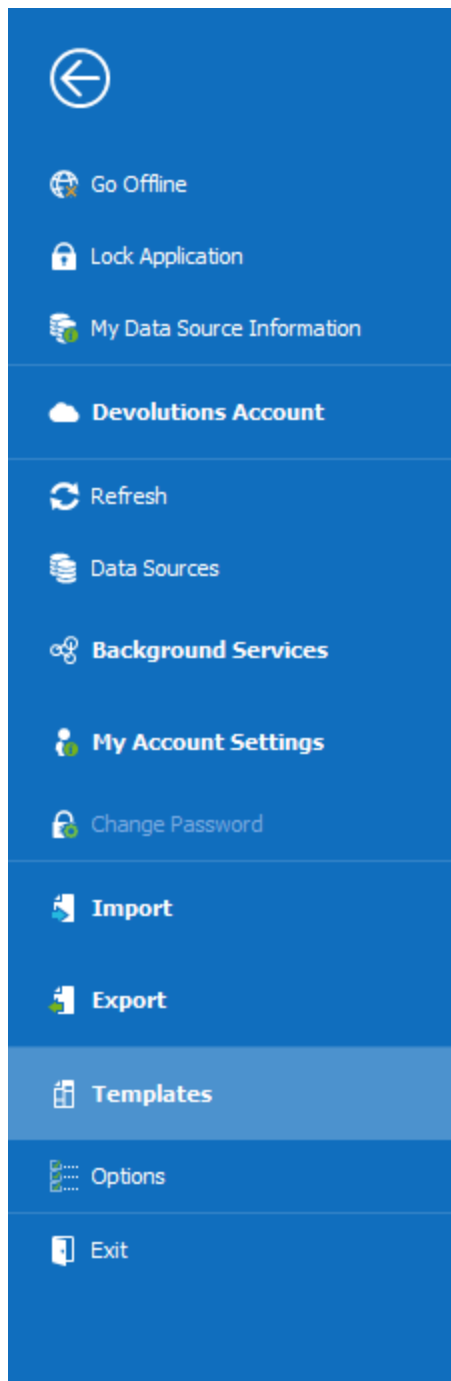 Go Offline
Lock Application
My Data Source Information
Devolutions Account
Refresh
Data Sources
Background Services
My Account Settings
Change Password
Import
Export
Templates
Options
Exit